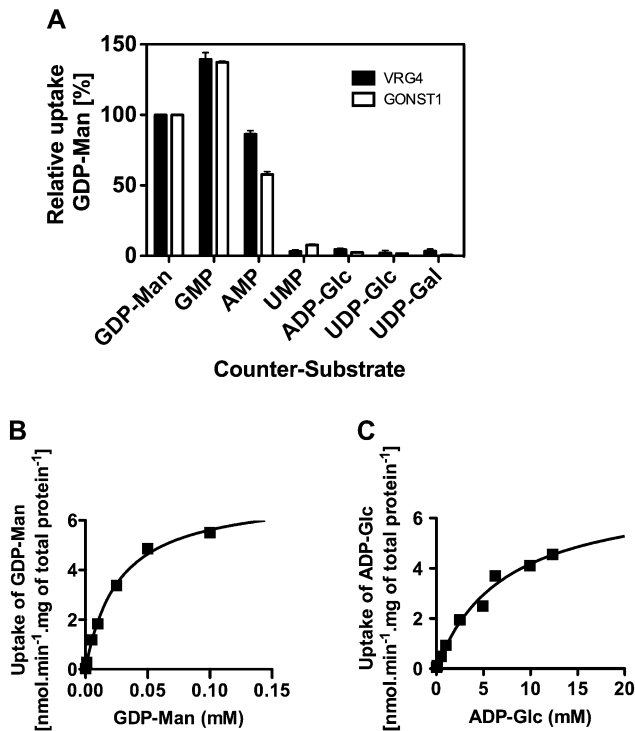 A
Relative uptake
GDP-Man [%]
150
100
50
0
VRG4
GONST1
GDP-Man
GMP
AMP
UMP
ADP-Glc
UDP-Glc
UDP-Gal
Counter-Substrate
B
Uptake of GDP-Man
[nmol.min-1.mg of total protein-1]
6
4
2
0
0.00
0.05
0.10
0.15
GDP-Man (mM)
C
Uptake of ADP-Glc
[nmol.min-1.mg of total protein-1]
6
4
2
0
0
5
10
15
20
ADP-Glc (mM)